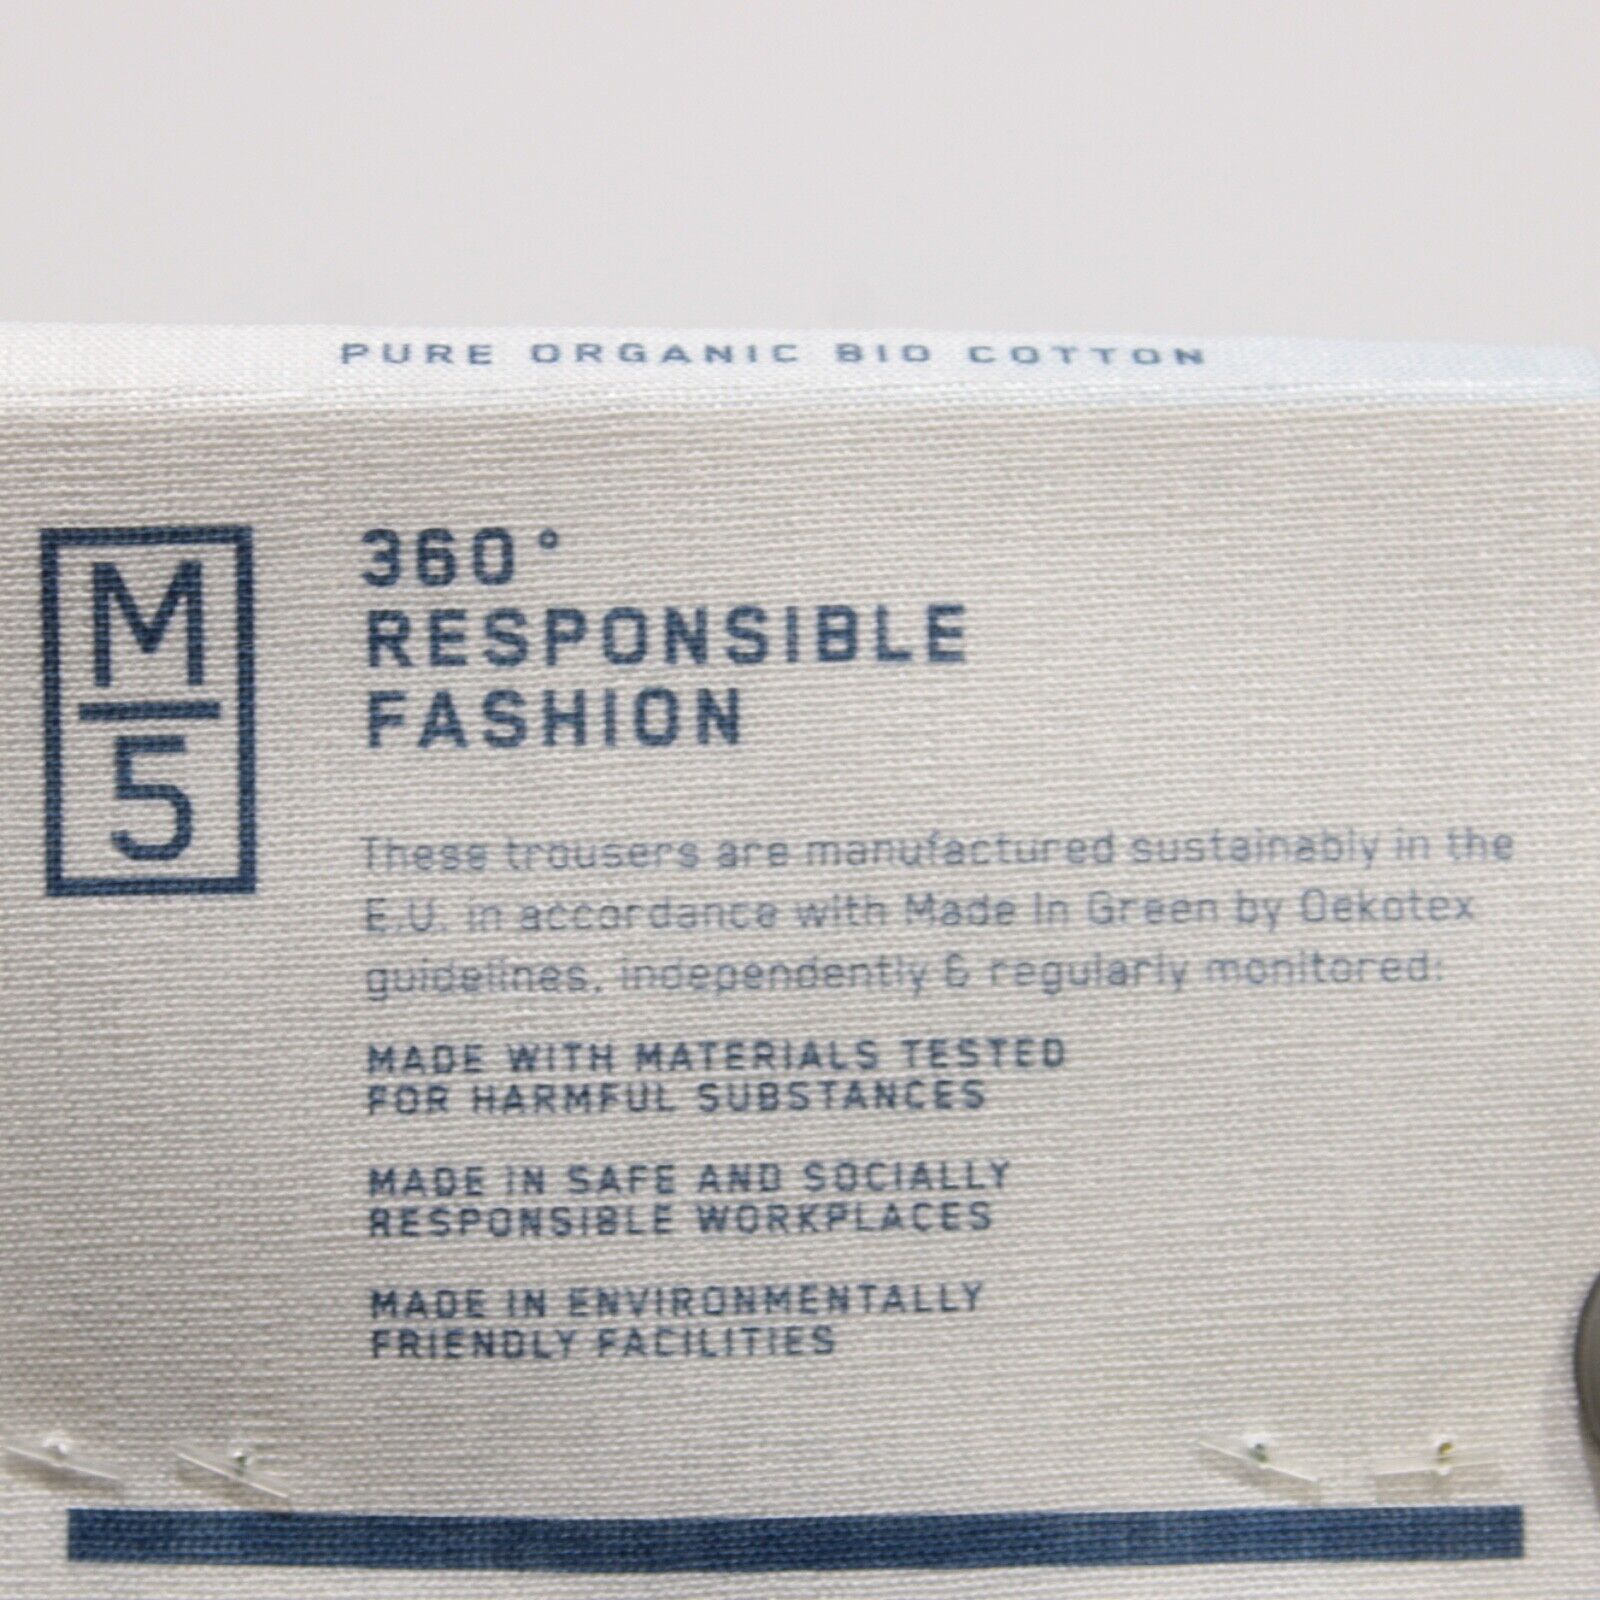 PURE ORGANIC BIO COTTON
M
5
360°
RESPONSIBLE
FASHION
These trousers are manufactured sustainably in the
E.U. in accordance with Made In Green by Oekotex
guidelines, independently & regularly monitored:
MADE WITH MATERIALS TESTED
FOR HARMFUL SUBSTANCES
MADE IN SAFE AND SOCIALLY
RESPONSIBLE WORKPLACES
MADE IN ENVIRONMENTALLY
FRIENDLY FACILITIES